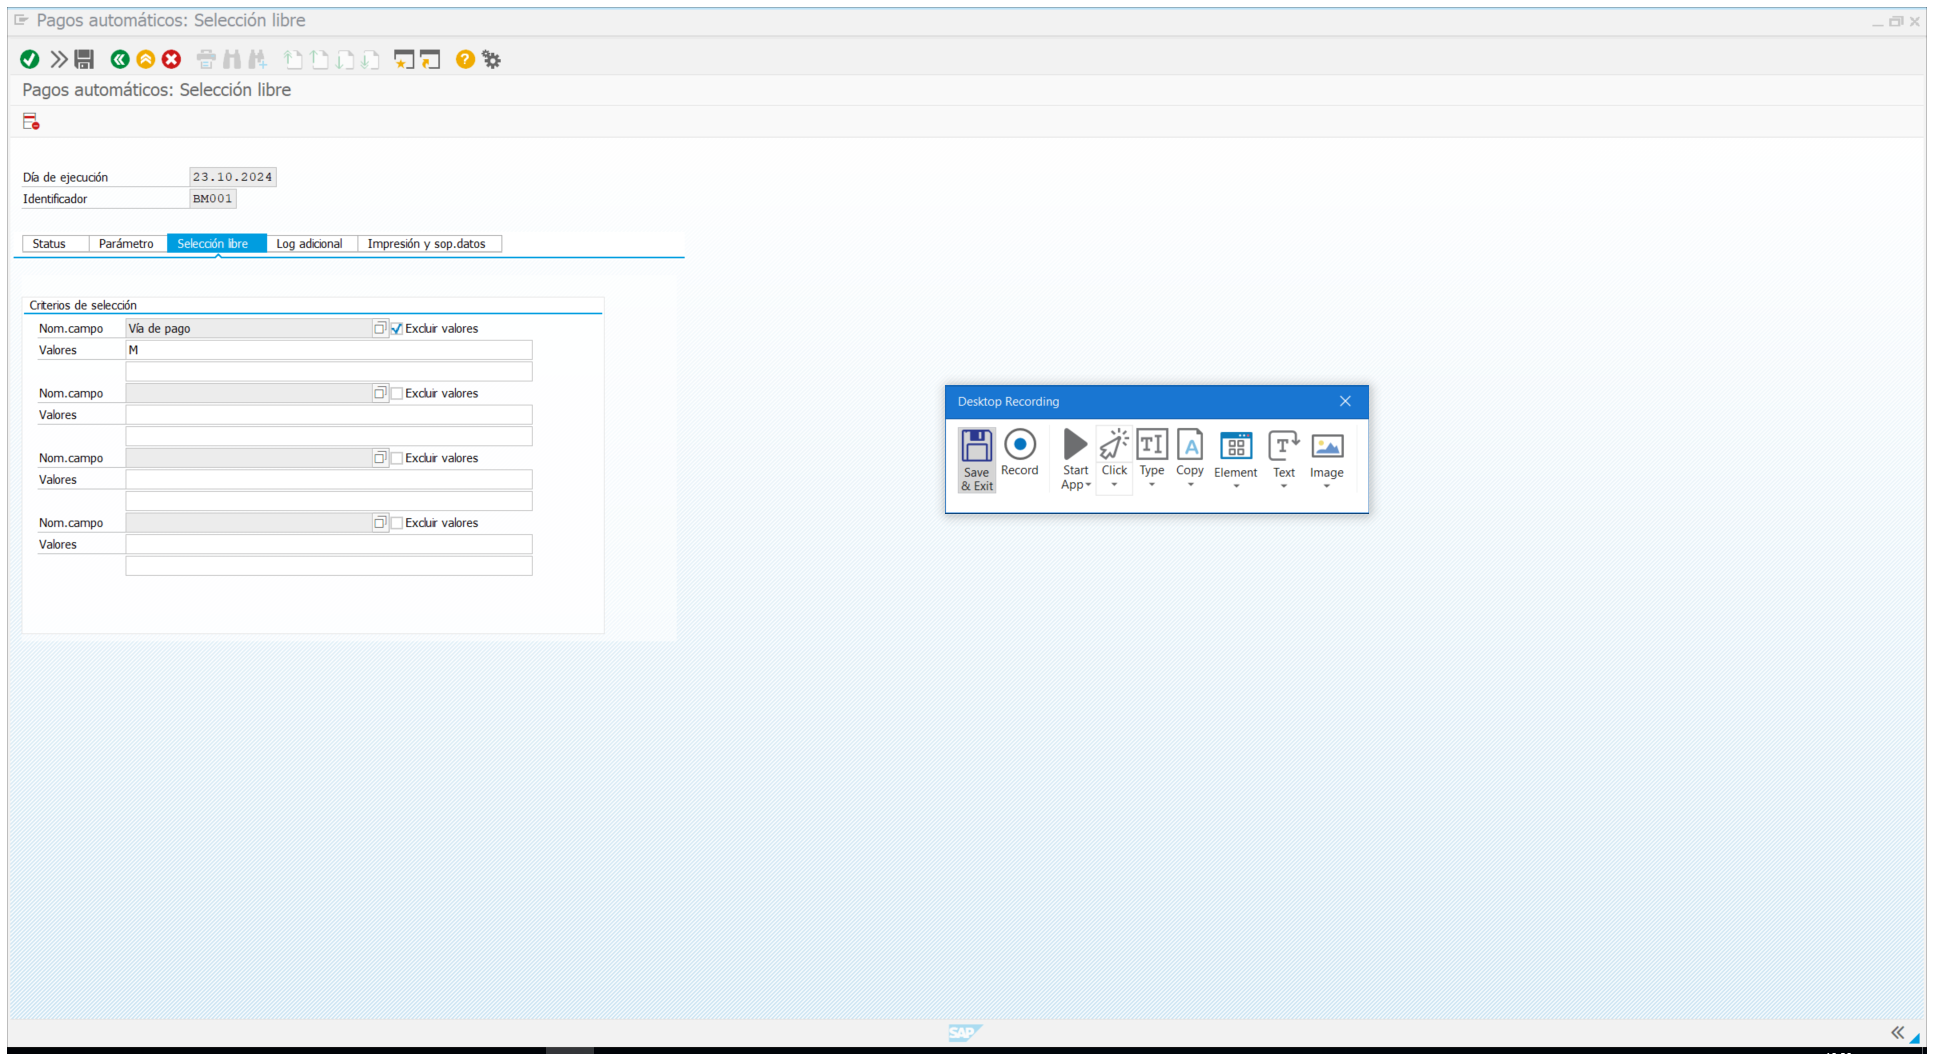 Pagos automáticos: Selección libre
Pagos automáticos: Selección libre
Día de ejecución 23.10.2024
Identificador BM001
Status Parámetro Selección libre Log adicional Impresión y sop.datos
Criterios de selección
Nom.campo Vía de pago Excluir valores
Valores M
Nom.campo Excluir valores
Valores
Nom.campo Excluir valores
Valores
Nom.campo Excluir valores
Valores
Desktop Recording
Save & Exit Record Start App Click Type Copy Element Text Image
SAP